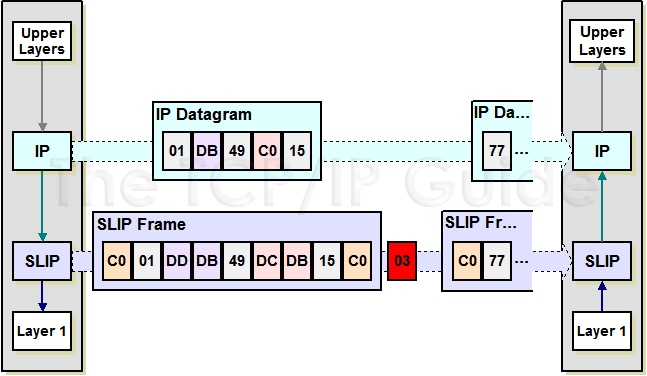 Upper
Layers
Upper
Layers
IP Datagram
IP Da...
01 DB 49 C0 15
77 ...
IP
IP
The TCP/IP Guide
SLIP Frame
SLIP Fr...
SLIP
C0 01 DD DB 49 DC DB 15 C0 03
C0 77 ...
SLIP
Layer 1
Layer 1